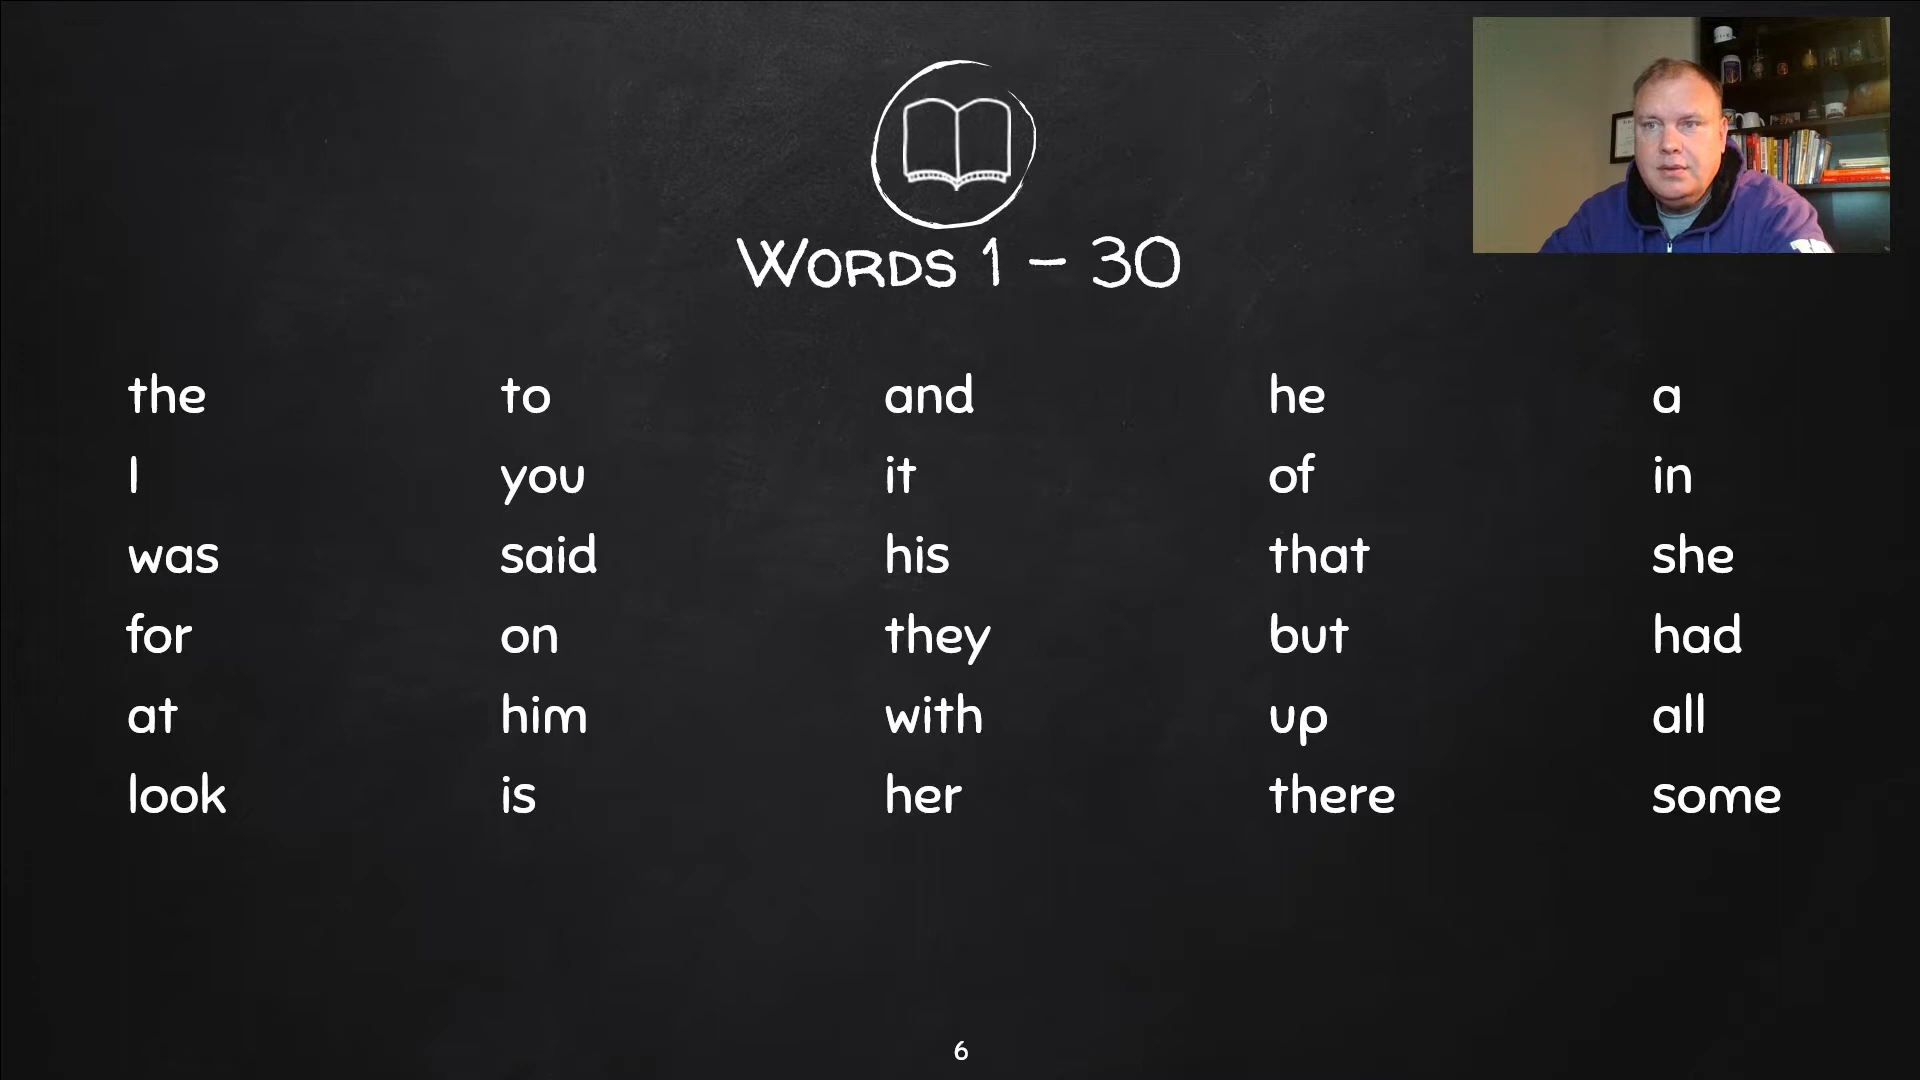 Words 1 – 30
the to and he a
I you it of in
was said his that she
for on they but had
at him with up all
look is her there some
6